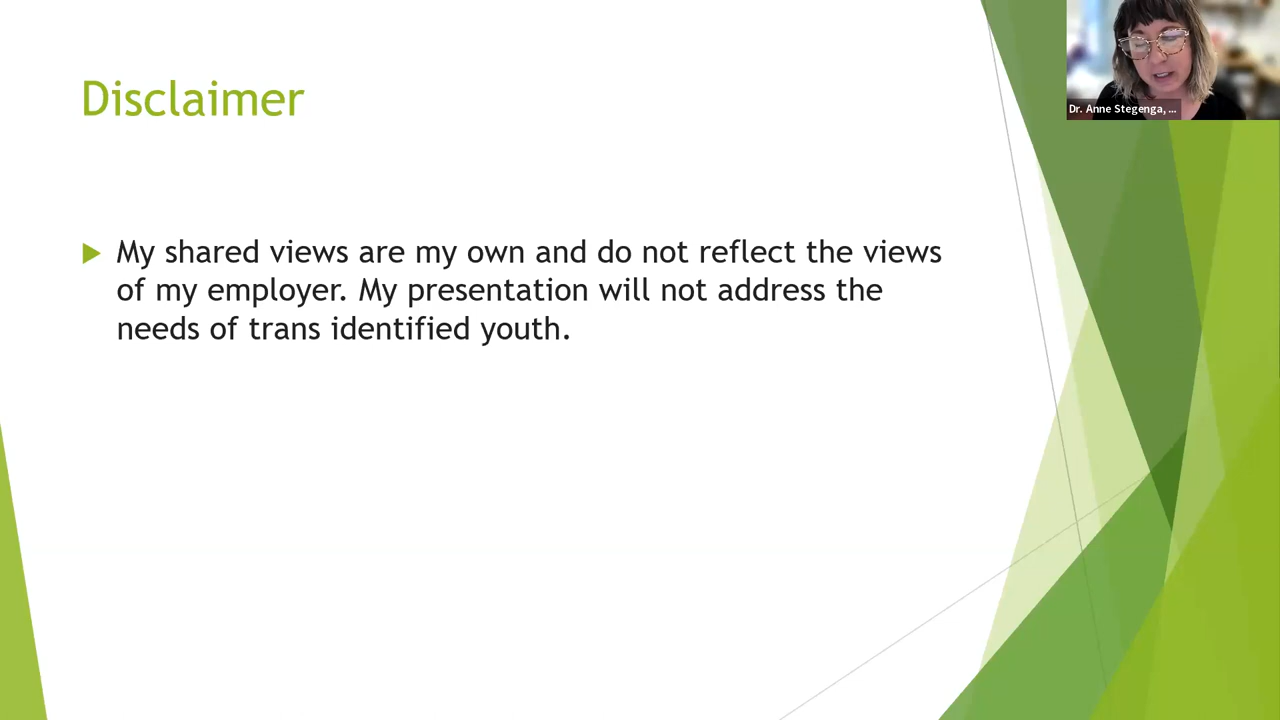 Disclaimer
My shared views are my own and do not reflect the views
of my employer. My presentation will not address the
needs of trans identified youth.
Dr. Anne Stegenga, ...